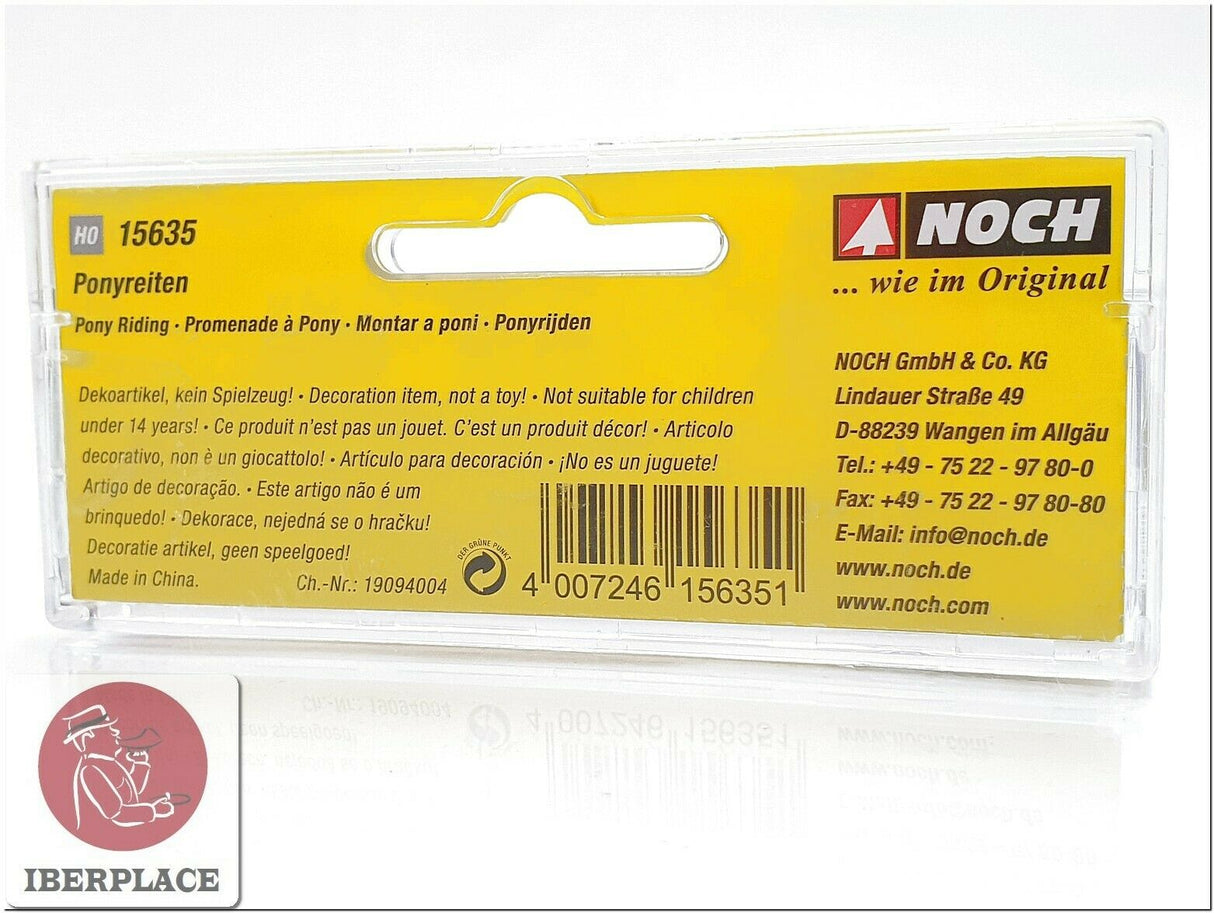 H0 15635
Ponyreiten
Pony Riding · Promenade à Pony · Montar a poni · Ponyrijden
Dekoartikel, kein Spielzeug! · Decoration item, not a toy! · Not suitable for children
under 14 years! · Ce produit n'est pas un jouet. C'est un produit décor! · Articolo
decorativo, non è un giocattolo! · Artículo para decoración · ¡No es un juguete!
Artigo de decoração. · Este artigo não é um
brinquedo! · Dekorace, nejedná se o hračku!
Decoratie artikel, geen speelgoed!
Made in China.
Ch.-Nr.: 19094004
DER GRÜNE PUNKT
4 007246 156351
NOCH
... wie im Original
NOCH GmbH & Co. KG
Lindauer Straße 49
D-88239 Wangen im Allgäu
Tel.: +49 - 75 22 - 97 80-0
Fax: +49 - 75 22 - 97 80-80
E-Mail: info@noch.de
www.noch.de
www.noch.com
IBERPLACE